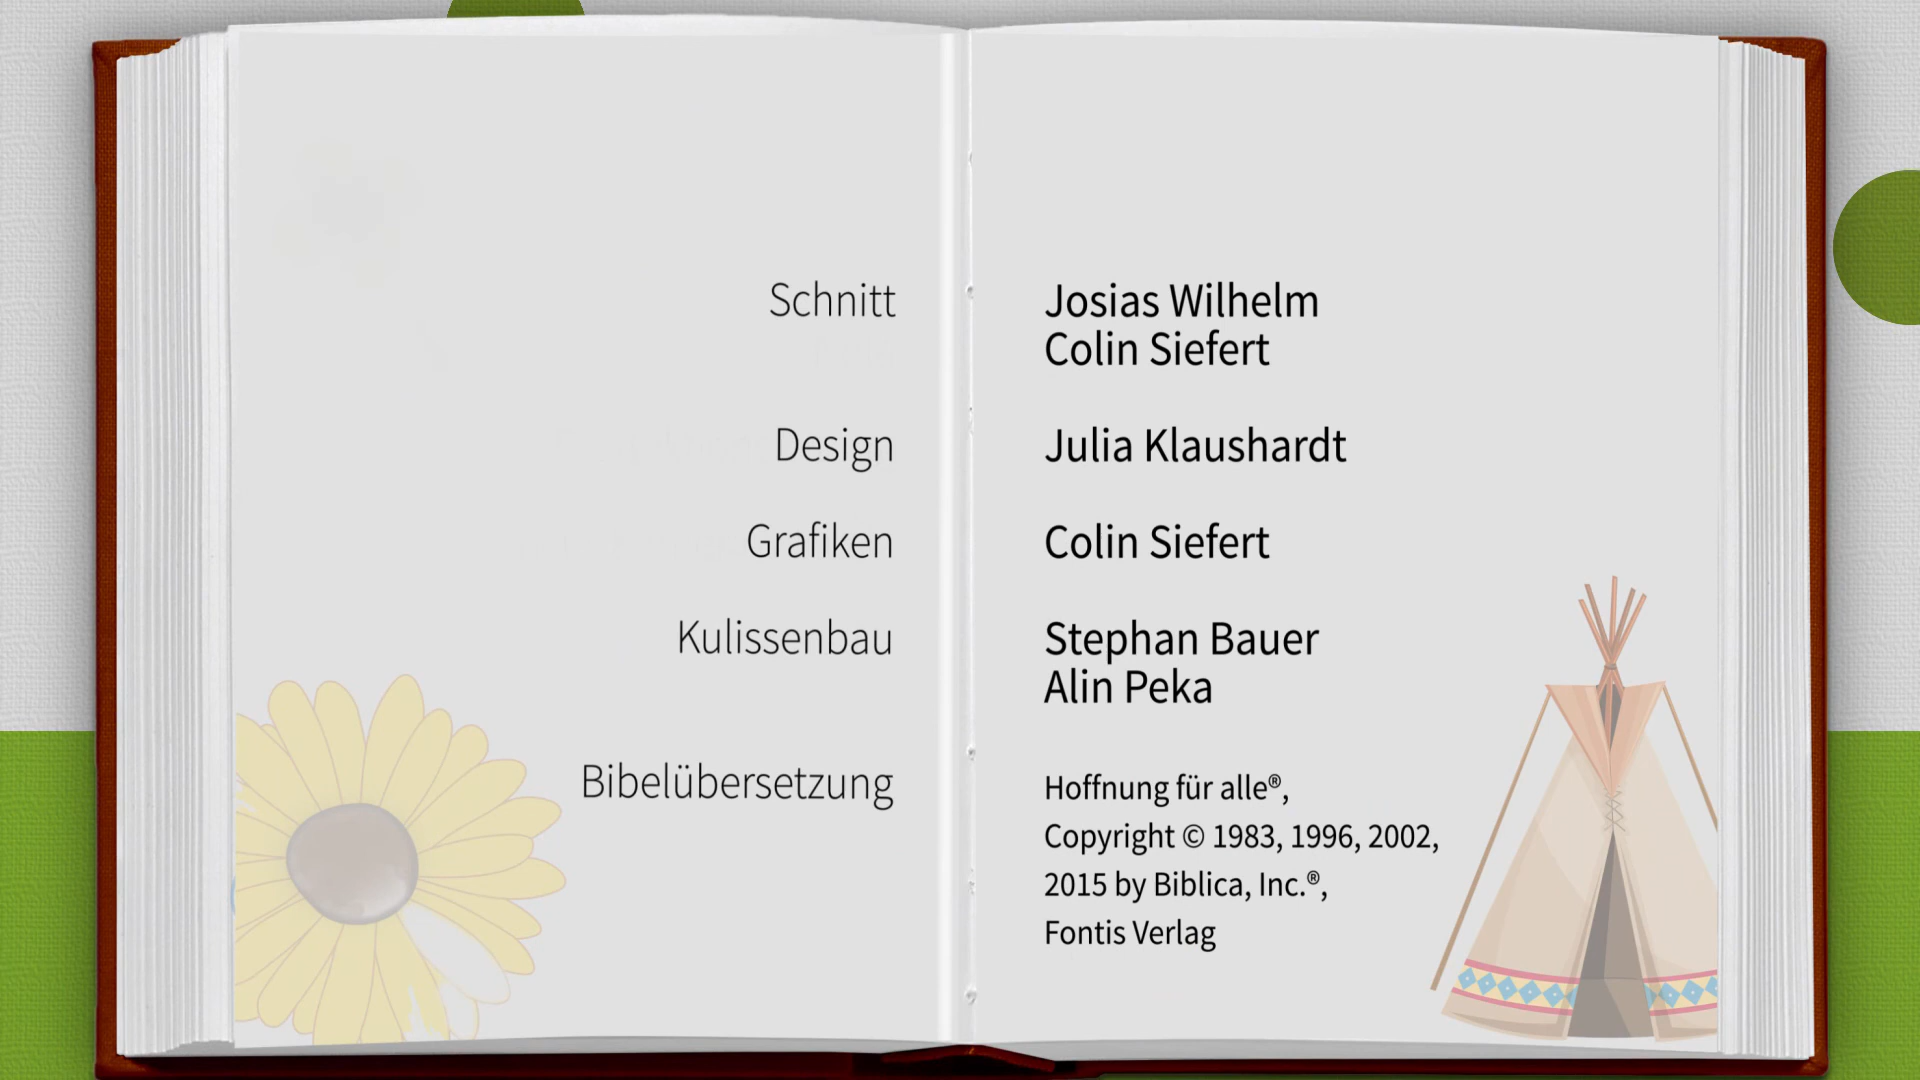 Schnitt Josias Wilhelm
Colin Siefert
Design Julia Klaushardt
Grafiken Colin Siefert
Kulissenbau Stephan Bauer
Alin Peka
Bibelübersetzung Hoffnung für alle®,
Copyright © 1983, 1996, 2002,
2015 by Biblica, Inc.®,
Fontis Verlag